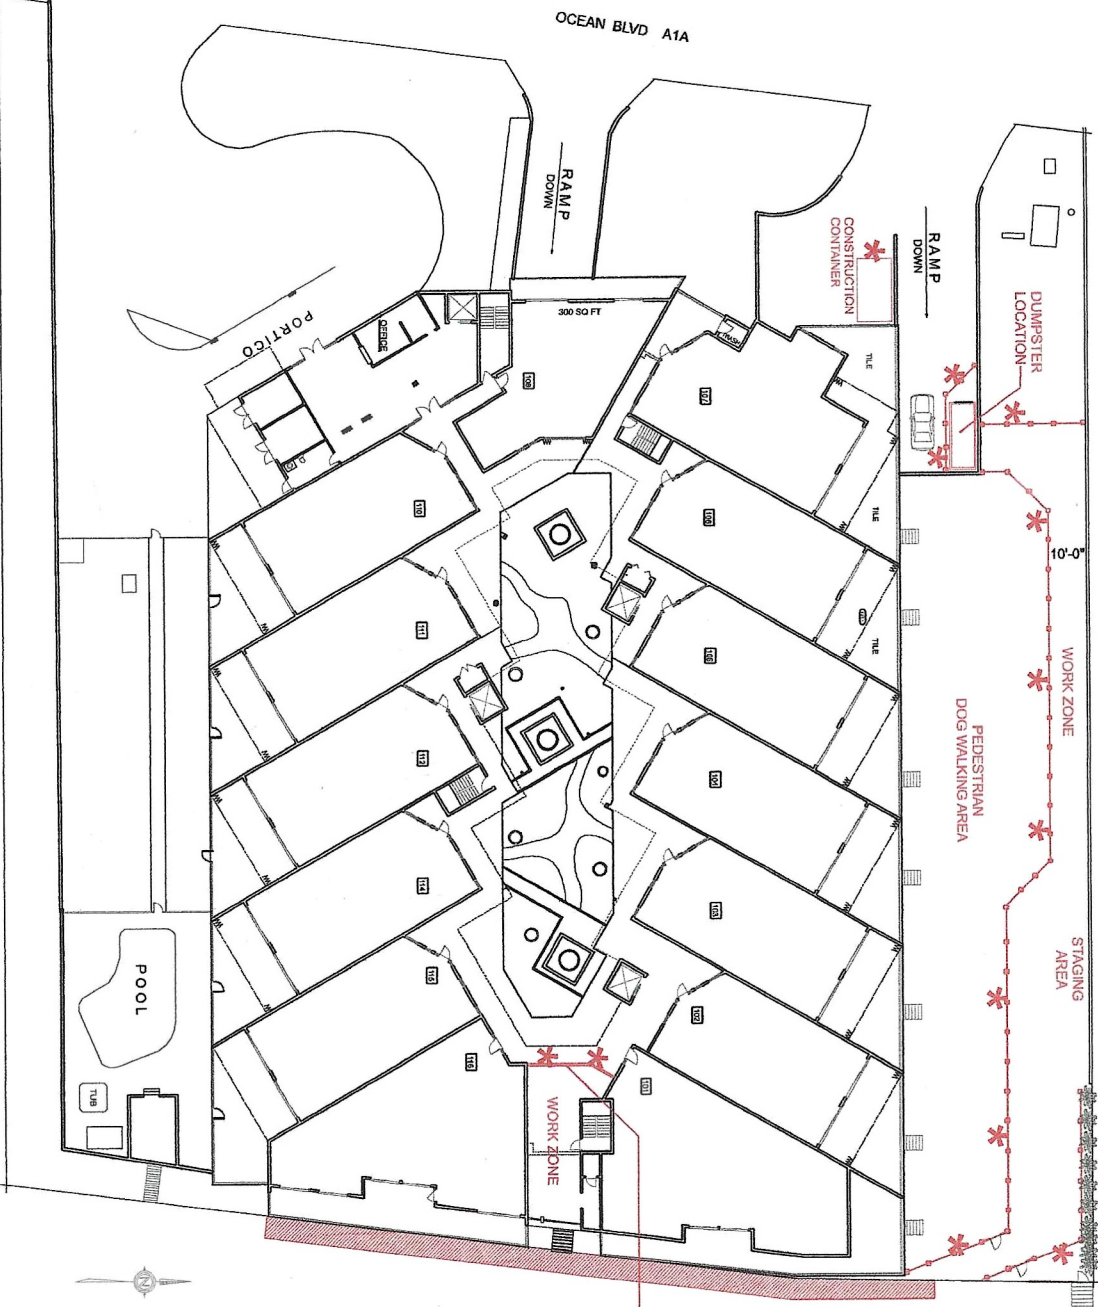 OCEAN BLVD A1A
RAMP
DOWN
RAMP
DOWN
CONSTRUCTION
CONTAINER
DUMPSTER
LOCATION
PORTICO
OFFICE
300 SQ FT
TRASH
TILE
109
107
TILE
110
106
10'-0"
TILE
111
105
WORK ZONE
PEDESTRIAN
DOG WALKING AREA
112
104
114
103
STAGING
AREA
POOL
115
102
TUB
116
101
WORK ZONE
N